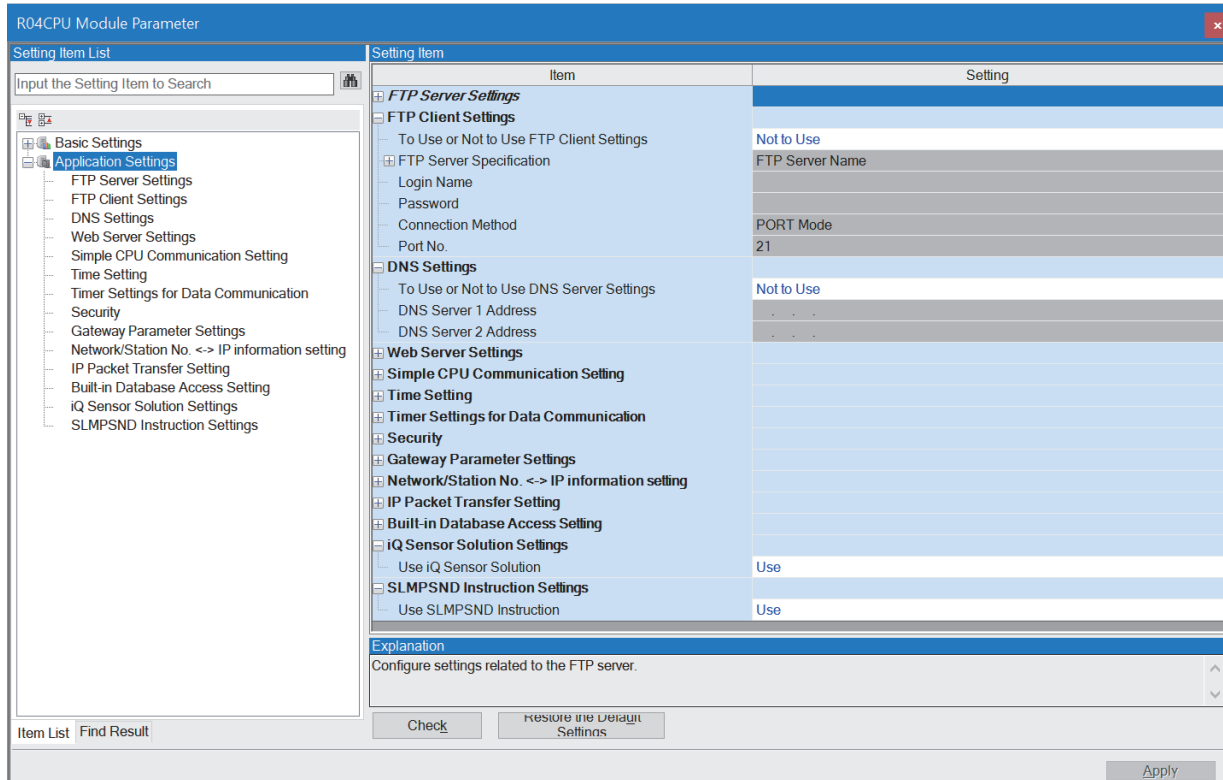 R04CPU Module Parameter
Setting Item List
Input the Setting Item to Search
Basic Settings
Application Settings
FTP Server Settings
FTP Client Settings
DNS Settings
Web Server Settings
Simple CPU Communication Setting
Time Setting
Timer Settings for Data Communication
Security
Gateway Parameter Settings
Network/Station No. <-> IP information setting
IP Packet Transfer Setting
Built-in Database Access Setting
iQ Sensor Solution Settings
SLMPSND Instruction Settings
Item List Find Result
Setting Item
Item Setting
FTP Server Settings
FTP Client Settings
To Use or Not to Use FTP Client Settings Not to Use
FTP Server Specification FTP Server Name
Login Name
Password
Connection Method PORT Mode
Port No. 21
DNS Settings
To Use or Not to Use DNS Server Settings Not to Use
DNS Server 1 Address . . .
DNS Server 2 Address . . .
Web Server Settings
Simple CPU Communication Setting
Time Setting
Timer Settings for Data Communication
Security
Gateway Parameter Settings
Network/Station No. <-> IP information setting
IP Packet Transfer Setting
Built-in Database Access Setting
iQ Sensor Solution Settings
Use iQ Sensor Solution Use
SLMPSND Instruction Settings
Use SLMPSND Instruction Use
Explanation
Configure settings related to the FTP server.
Check
Restore the Default
Settings
Apply